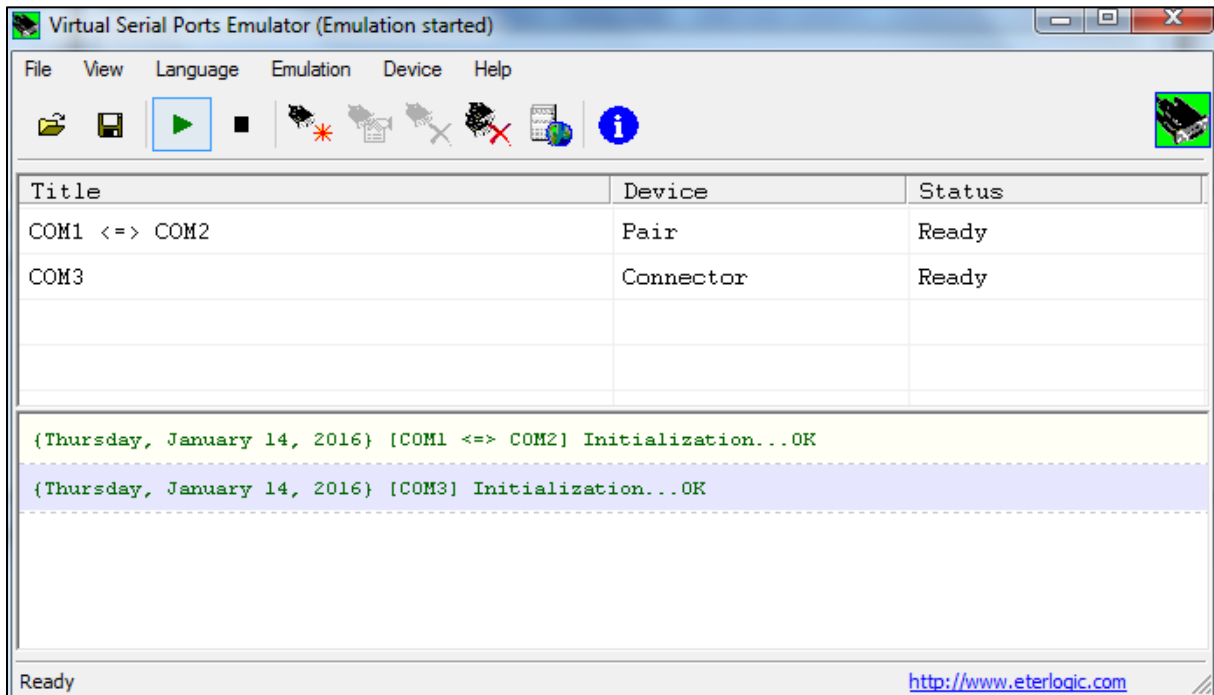 Virtual Serial Ports Emulator (Emulation started)
File View Language Emulation Device Help
Title Device Status
COM1 <=> COM2 Pair Ready
COM3 Connector Ready
{Thursday, January 14, 2016} [COM1 <=> COM2] Initialization...OK
{Thursday, January 14, 2016} [COM3] Initialization...OK
Ready http://www.eterlogic.com